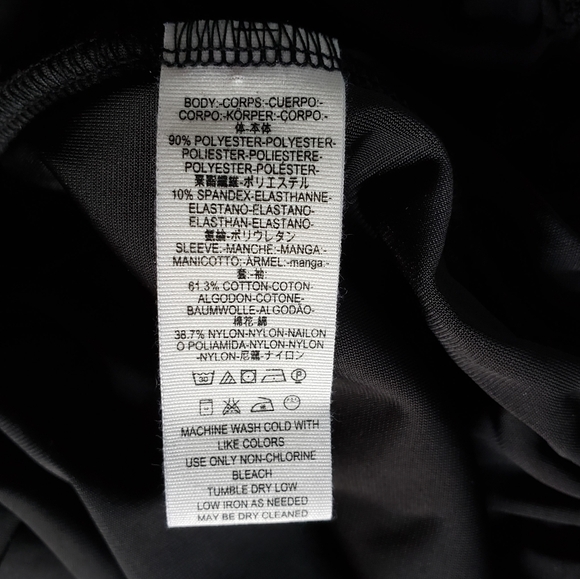 BODY:-CORPS:-CUERPO:-
CORPO:-KÖRPER:-CORPO:-
体-本体
90% POLYESTER-POLYESTER-
POLIESTER-POLIESTERE-
POLYESTER-POLIÉSTER-
聚酯纖維-ポリエステル
10% SPANDEX-ELASTHANNE-
ELASTANO-ELASTANO-
ELASTHAN-ELASTANO-
氨綸-ポリウレタン
SLEEVE:-MANCHE:-MANGA:-
MANICOTTO:-ÄRMEL:-manga:-
套:-袖:
61.3% COTTON-COTON-
ALGODON-COTONE-
BAUMWOLLE-ALGODÃO-
棉花-綿
38.7% NYLON-NYLON-NAILON
O POLIAMIDA-NYLON-NYLON
-NYLON-尼龍-ナイロン
30 P
MACHINE WASH COLD WITH
LIKE COLORS
USE ONLY NON-CHLORINE
BLEACH
TUMBLE DRY LOW
LOW IRON AS NEEDED
MAY BE DRY CLEANED